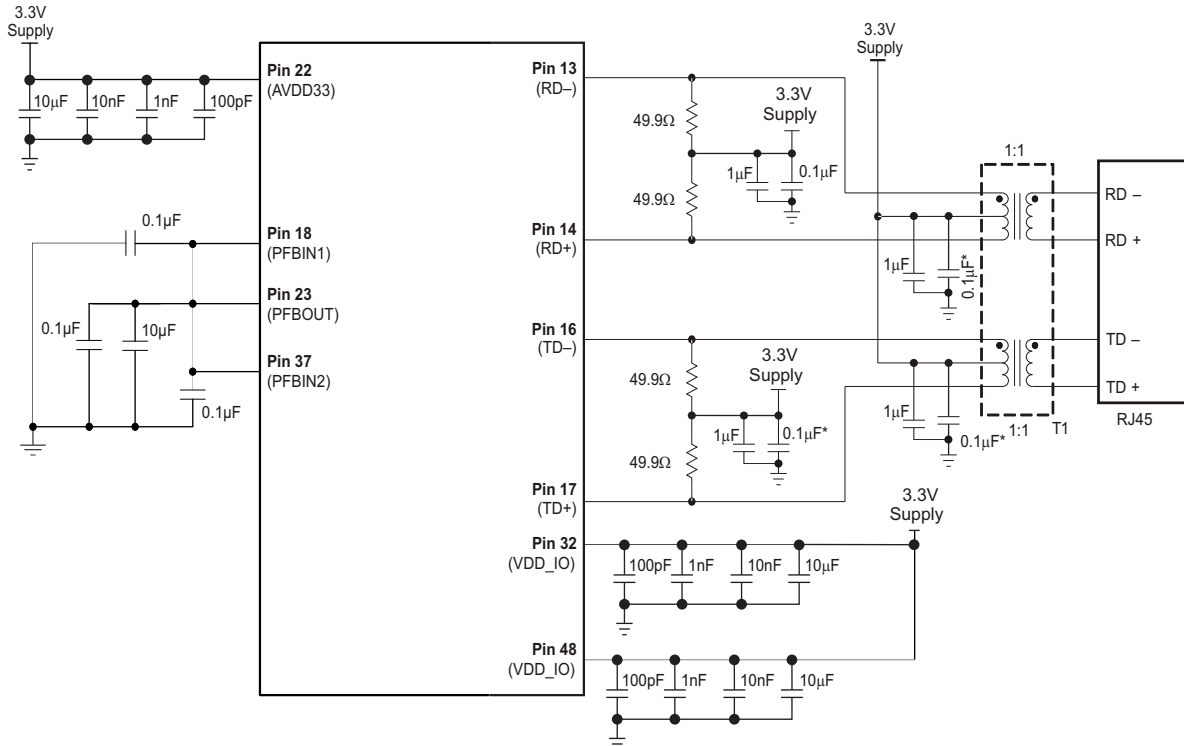 3.3V
Supply
10μF
10nF
1nF
100pF
Pin 22
(AVDD33)
0.1μF
Pin 18
(PFBIN1)
Pin 23
(PFBOUT)
0.1μF
10μF
Pin 37
(PFBIN2)
0.1μF
Pin 13
(RD–)
49.9Ω
3.3V
Supply
1μF
0.1μF
49.9Ω
Pin 14
(RD+)
Pin 16
(TD–)
49.9Ω
3.3V
Supply
1μF
0.1μF*
49.9Ω
Pin 17
(TD+)
3.3V
Supply
1:1
1μF
0.1μF*
1μF
0.1μF*
1:1
T1
RD –
RD +
TD –
TD +
RJ45
3.3V
Supply
Pin 32
(VDD_IO)
100pF
1nF
10nF
10μF
Pin 48
(VDD_IO)
100pF
1nF
10nF
10μF